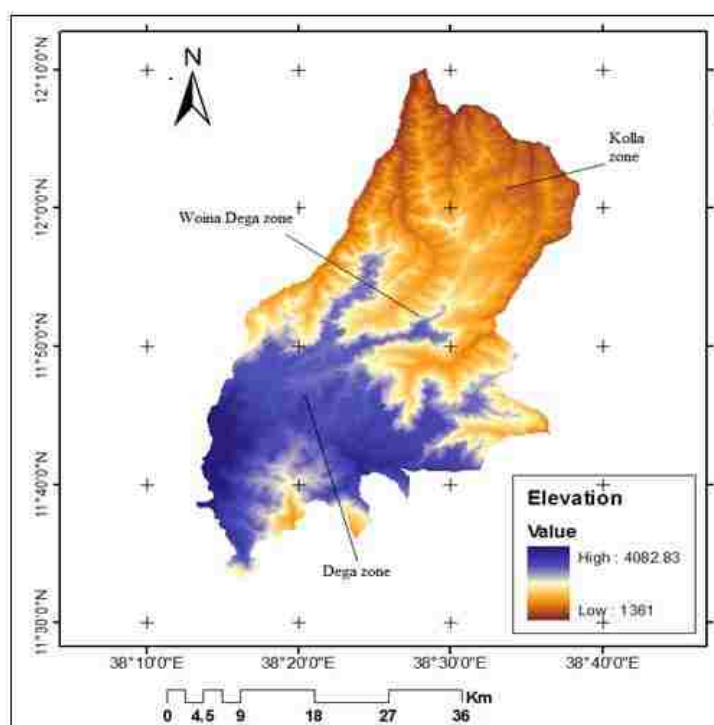 N
Kolla
zone
Woina Dega zone
Dega zone
12°10'0"N
12°0'0"N
11°50'0"N
11°40'0"N
11°30'0"N
38°10'0"E
38°20'0"E
38°30'0"E
38°40'0"E
Elevation
Value
High : 4082.83
Low : 1361
Km
0 4.5 9 18 27 36